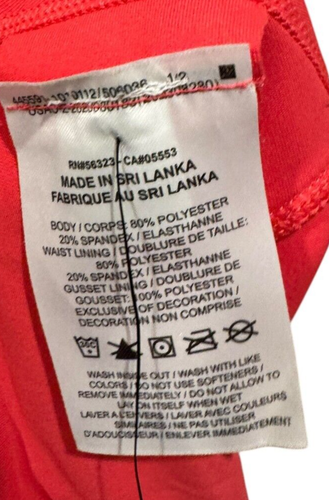 1/2
RN#56323 - CA#05553
MADE IN SRI LANKA
FABRIQUE AU SRI LANKA
BODY / CORPS: 80% POLYESTER
20% SPANDEX / ELASTHANNE
WAIST LINING / DOUBLURE DE TAILLE:
80% POLYESTER
20% SPANDEX / ELASTHANNE
GUSSET LINING / DOUBLURE DE
GOUSSET: 100% POLYESTER
EXCLUSIVE OF DECORATION /
DECORATION NON COMPRISE
WASH INSIDE OUT / WASH WITH LIKE
COLORS / DO NOT USE SOFTENERS /
REMOVE IMMEDIATELY / DO NOT ALLOW TO
LAY ON ITSELF WHEN WET
LAVER A L'ENVERS / LAVER AVEC COULEURS
SIMILAIRES / NE PAS UTILISER
D'ADOUCISSEUR / ENLEVER IMMEDIATEMENT